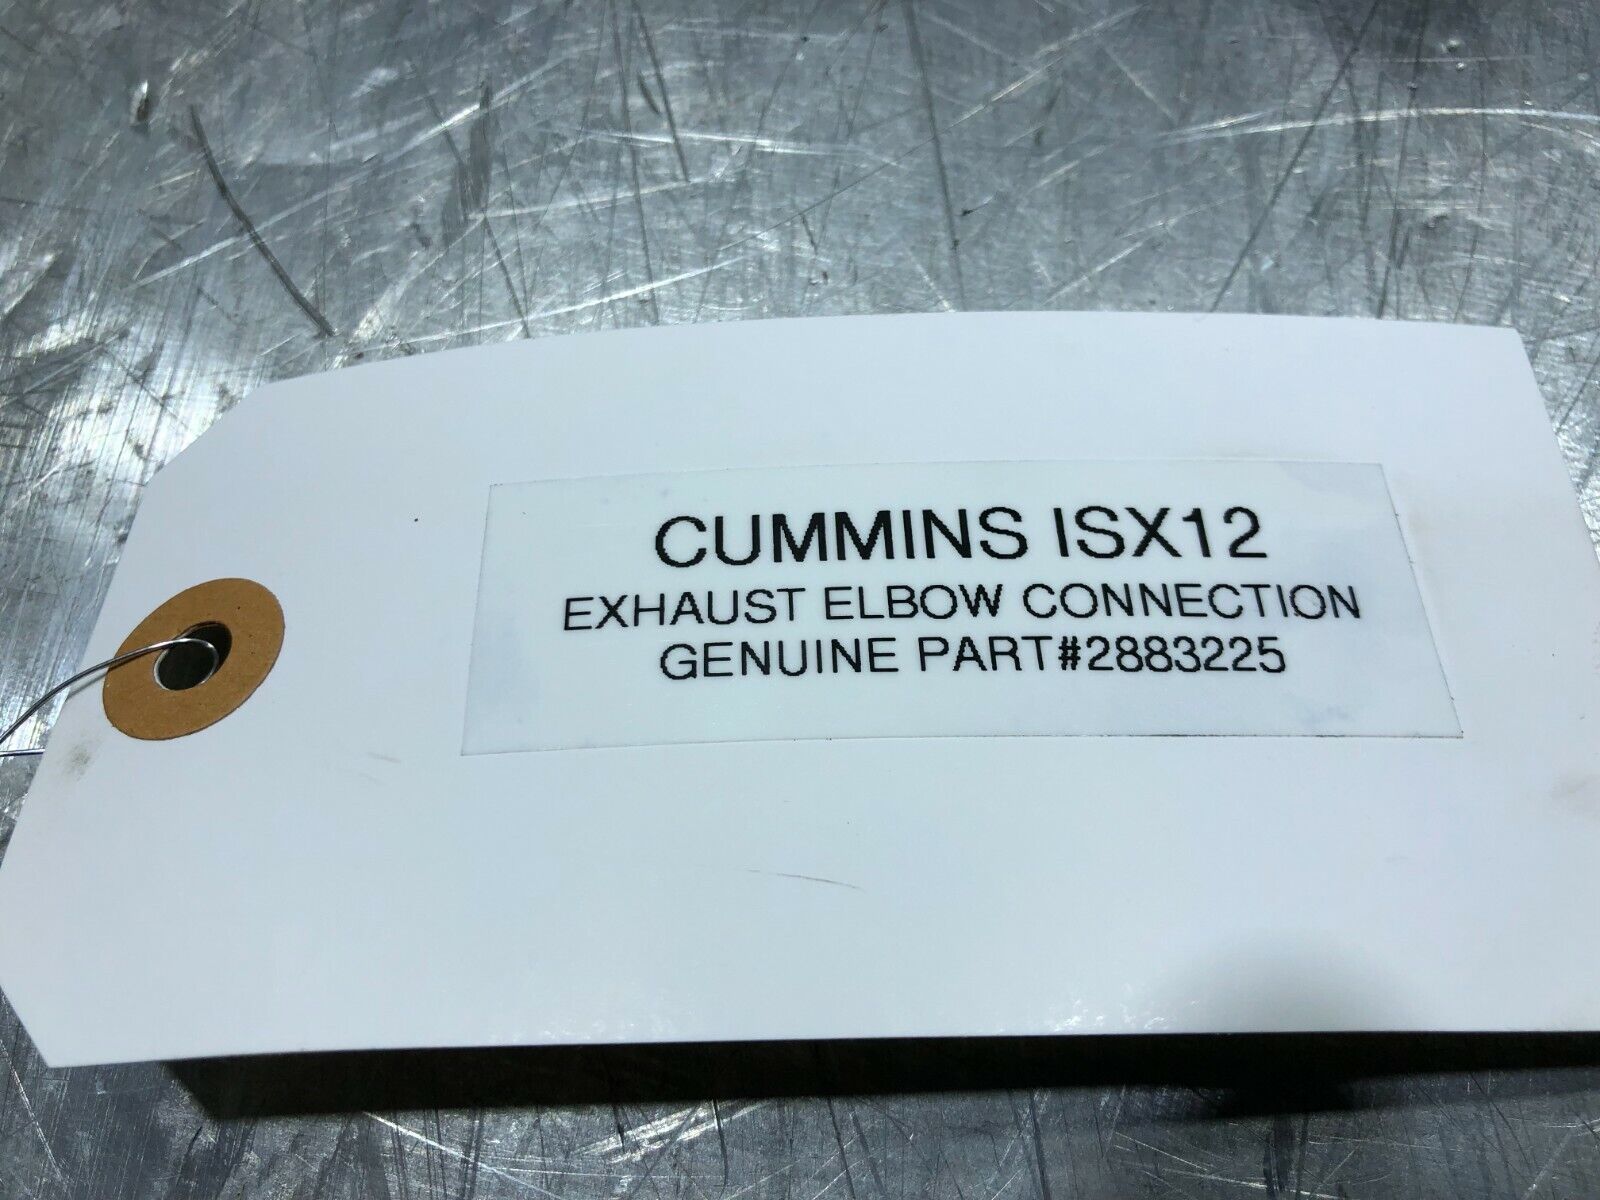 CUMMINS ISX12
EXHAUST ELBOW CONNECTION
GENUINE PART#2883225